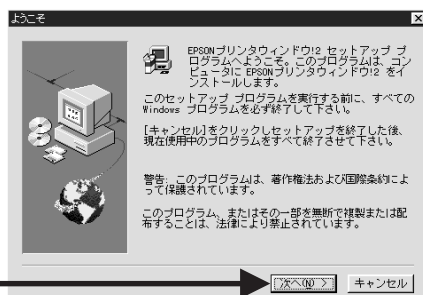 ようこそ
EPSONプリンタウィンドウ!2 セットアップ プ
ログラムへようこそ。このプログラムは、コン
ピュータに EPSONプリンタウィンドウ!2 をイ
ンストールします。
このセットアップ プログラムを実行する前に、すべての
Windows プログラムを必ず終了して下さい。
[キャンセル]をクリックしセットアップを終了した後、
現在使用中のプログラムをすべて終了させて下さい。
警告: このプログラムは、著作権法および国際条約によ
って保護されています。
このプログラム、またはその一部を無断で複製または配
布することは、法律により禁止されています。
次へ(N) >
キャンセル